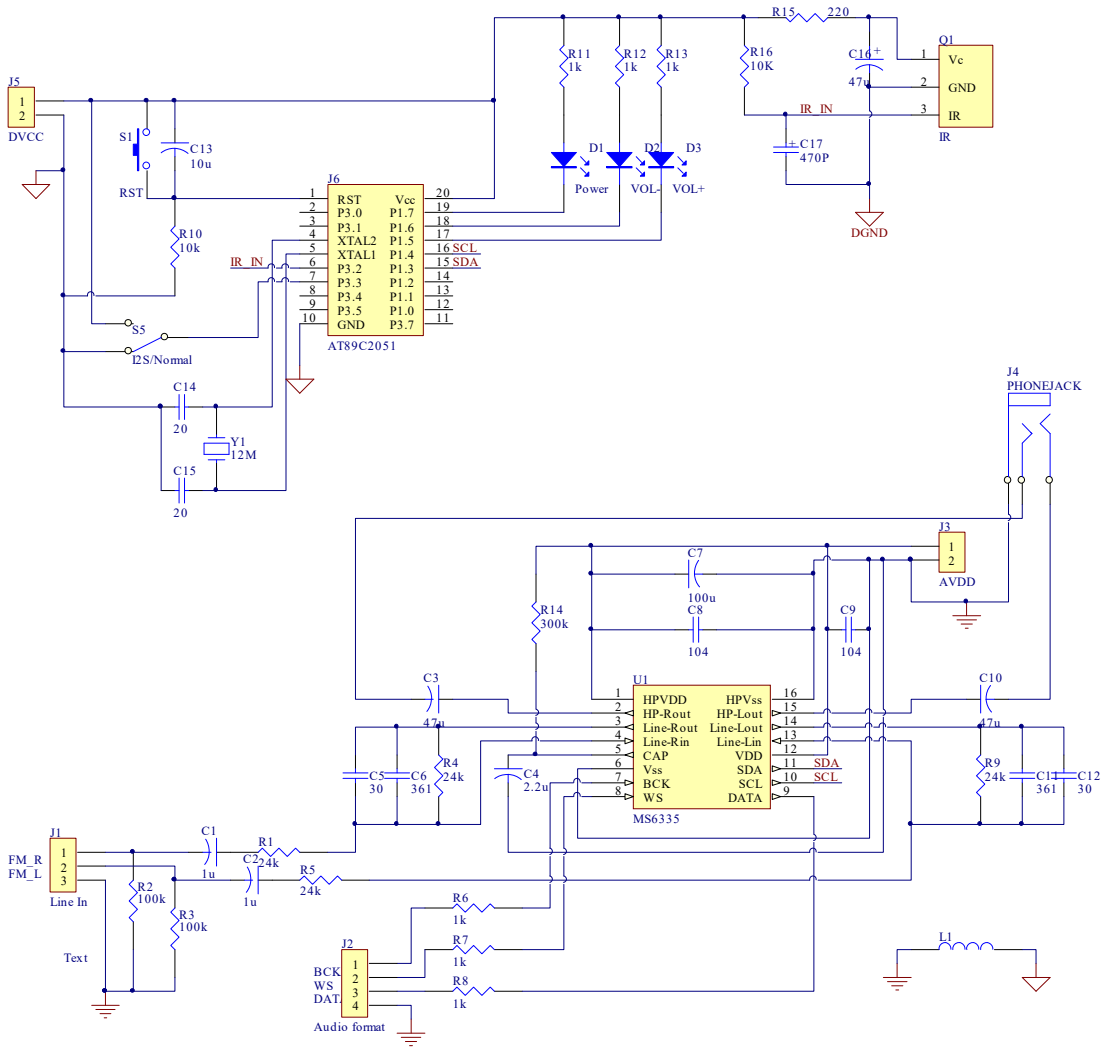 R15 220
Q1
R11
1k
R12
1k
R13
1k
R16
10K
C16
+
47u
1 Vc
2 GND
3 IR
IR
IR_IN
+
C17
470P
DGND
J5
1
2
DVCC
S1
RST
C13
10u
D1
Power
D2
VOL-
D3
VOL+
R10
10k
J6
1 RST Vcc 20
2 P3.0 P1.7 19
3 P3.1 P1.6 18
4 XTAL2 P1.5 17
5 XTAL1 P1.4 16 SCL
IR_IN 6 P3.2 P1.3 15 SDA
7 P3.3 P1.2 14
8 P3.4 P1.1 13
9 P3.5 P1.0 12
10 GND P3.7 11
AT89C2051
S5
I2S/Normal
C14
20
Y1
12M
C15
20
J4
PHONEJACK
J3
1
2
AVDD
C7
100u
C8
104
C9
104
R14
300k
C3
47u
C10
47u
U1
1 HPVDD HPVss 16
2 HP-Rout HP-Lout 15
3 Line-Rout Line-Lout 14
4 Line-Rin Line-Lin 13
5 CAP VDD 12
6 Vss SDA 11 SDA
7 BCK SCL 10 SCL
8 WS DATA 9
MS6335
C5
30
C6
361
R4
24k
C4
2.2u
R9
24k
C11
361
C12
30
J1
FM_R 1
FM_L 2
3
Line In
C1
1u
R1
24k
C2
1u
R5
24k
R2
100k
R3
100k
Text
R6
1k
R7
1k
R8
1k
J2
BCK 1
WS 2
DATA 3
4
Audio format
L1